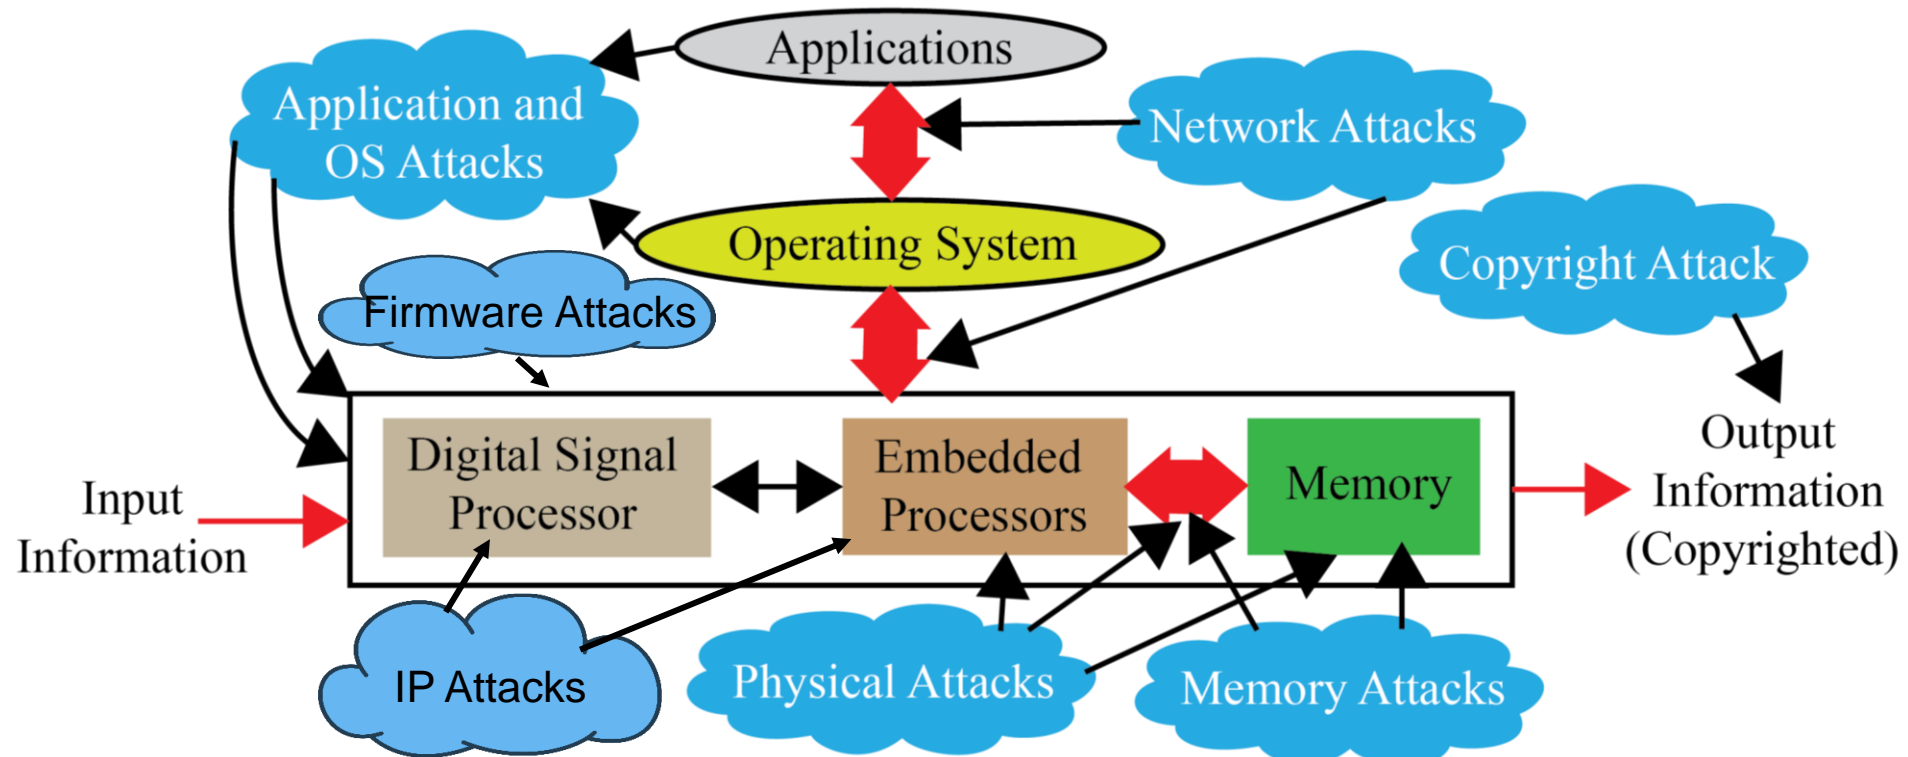 Applications
Application and
OS Attacks
Network Attacks
Operating System
Copyright Attack
Firmware Attacks
Digital Signal
Processor
Embedded
Processors
Memory
Input
Information
Output
Information
(Copyrighted)
IP Attacks
Physical Attacks
Memory Attacks